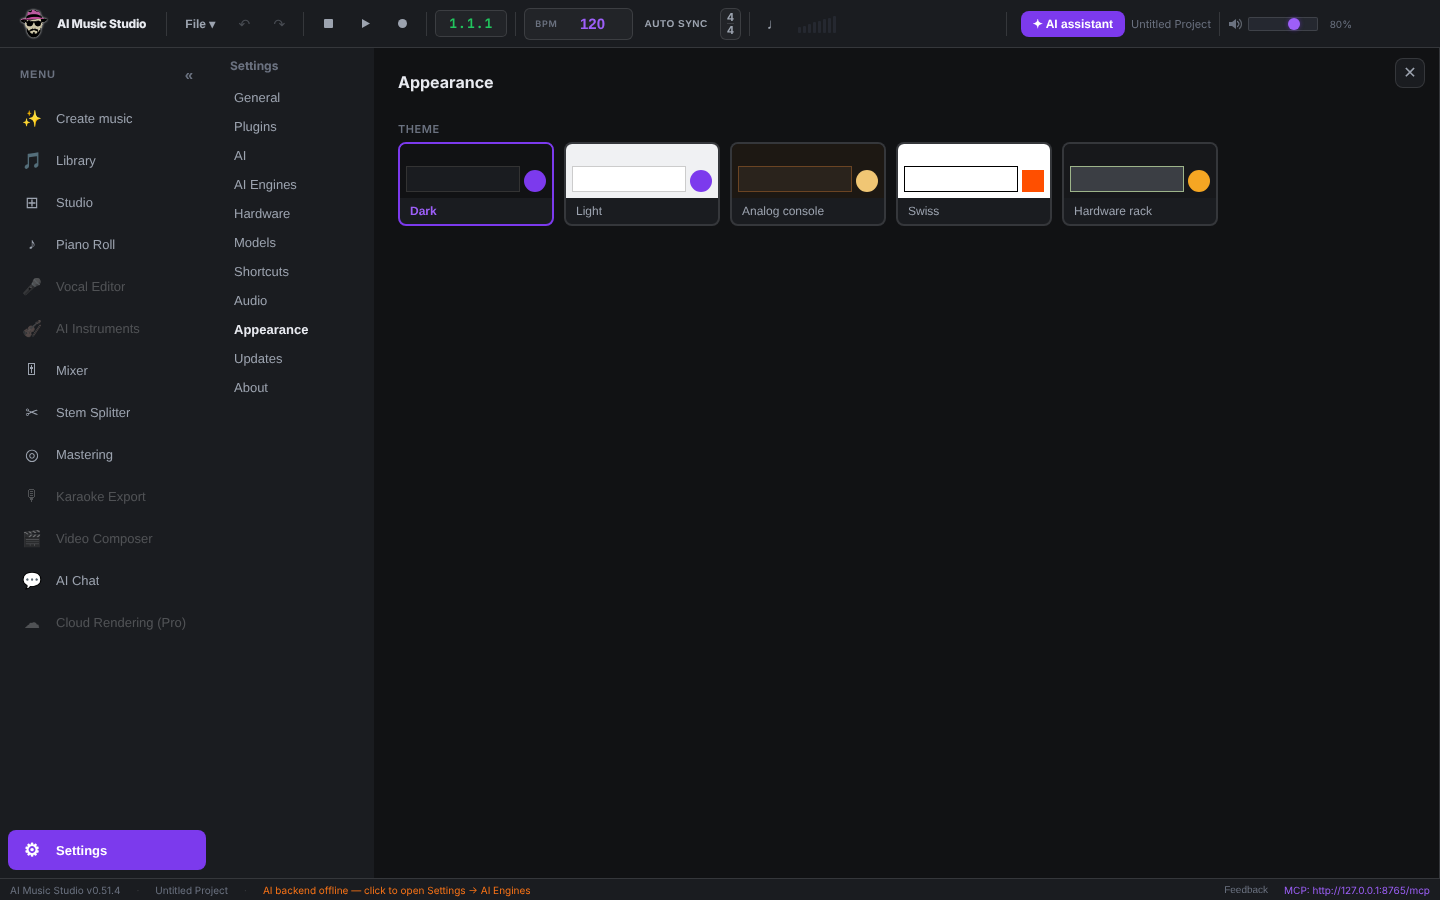 AI Music Studio
File ▾
1.1.1
BPM 120
AUTO SYNC
4
4
✦ AI assistant
Untitled Project
80%
MENU
«
Create music
Library
Studio
Piano Roll
Vocal Editor
AI Instruments
Mixer
Stem Splitter
Mastering
Karaoke Export
Video Composer
AI Chat
Cloud Rendering (Pro)
Settings
Settings
General
Plugins
AI
AI Engines
Hardware
Models
Shortcuts
Audio
Appearance
Updates
About
Appearance
THEME
Dark
Light
Analog console
Swiss
Hardware rack
AI Music Studio v0.51.4
Untitled Project
AI backend offline — click to open Settings → AI Engines
Feedback
MCP: http://127.0.0.1:8765/mcp